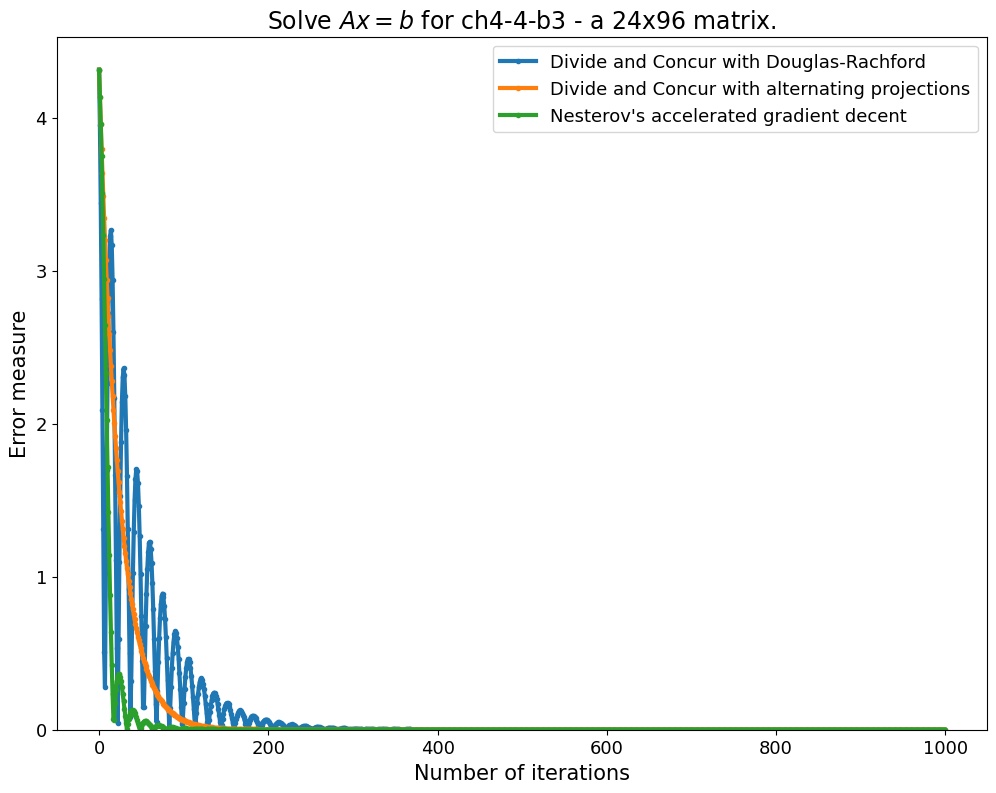 Solve Ax = b for ch4-4-b3 - a 24x96 matrix.
Divide and Concur with Douglas-Rachford
Divide and Concur with alternating projections
Nesterov's accelerated gradient decent
Error measure
4
3
2
1
0
0 200 400 600 800 1000
Number of iterations